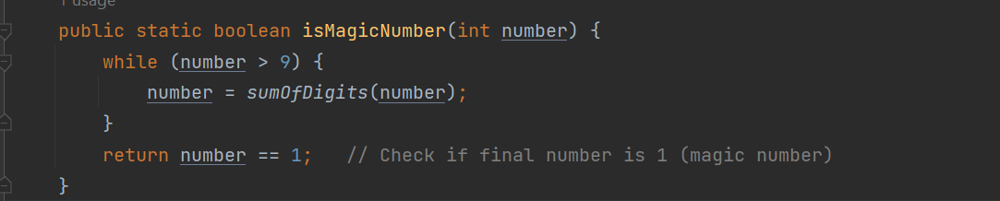 1 usage
public static boolean isMagicNumber(int number) {
    while (number > 9) {
        number = sumOfDigits(number);
    }
    return number == 1;   // Check if final number is 1 (magic number)
}